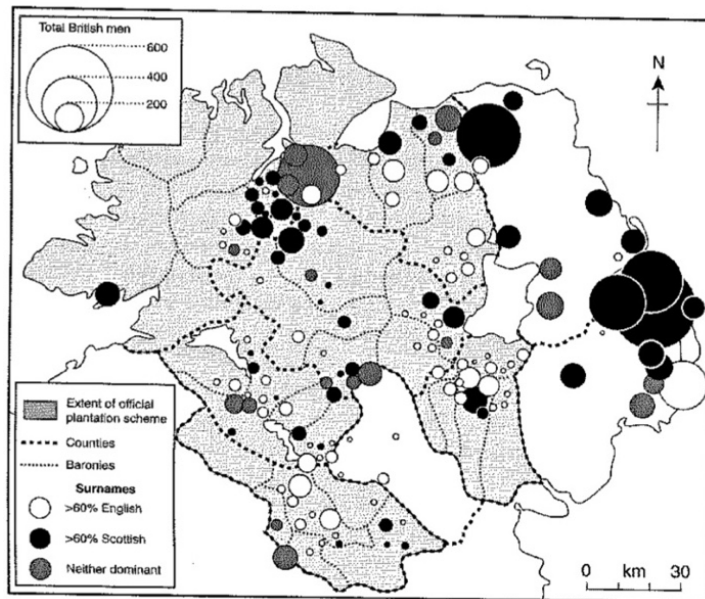 Total British men
600
400
200
N
Extent of official
plantation scheme
Counties
Baronies
Surnames
>60% English
>60% Scottish
Neither dominant
0 km 30